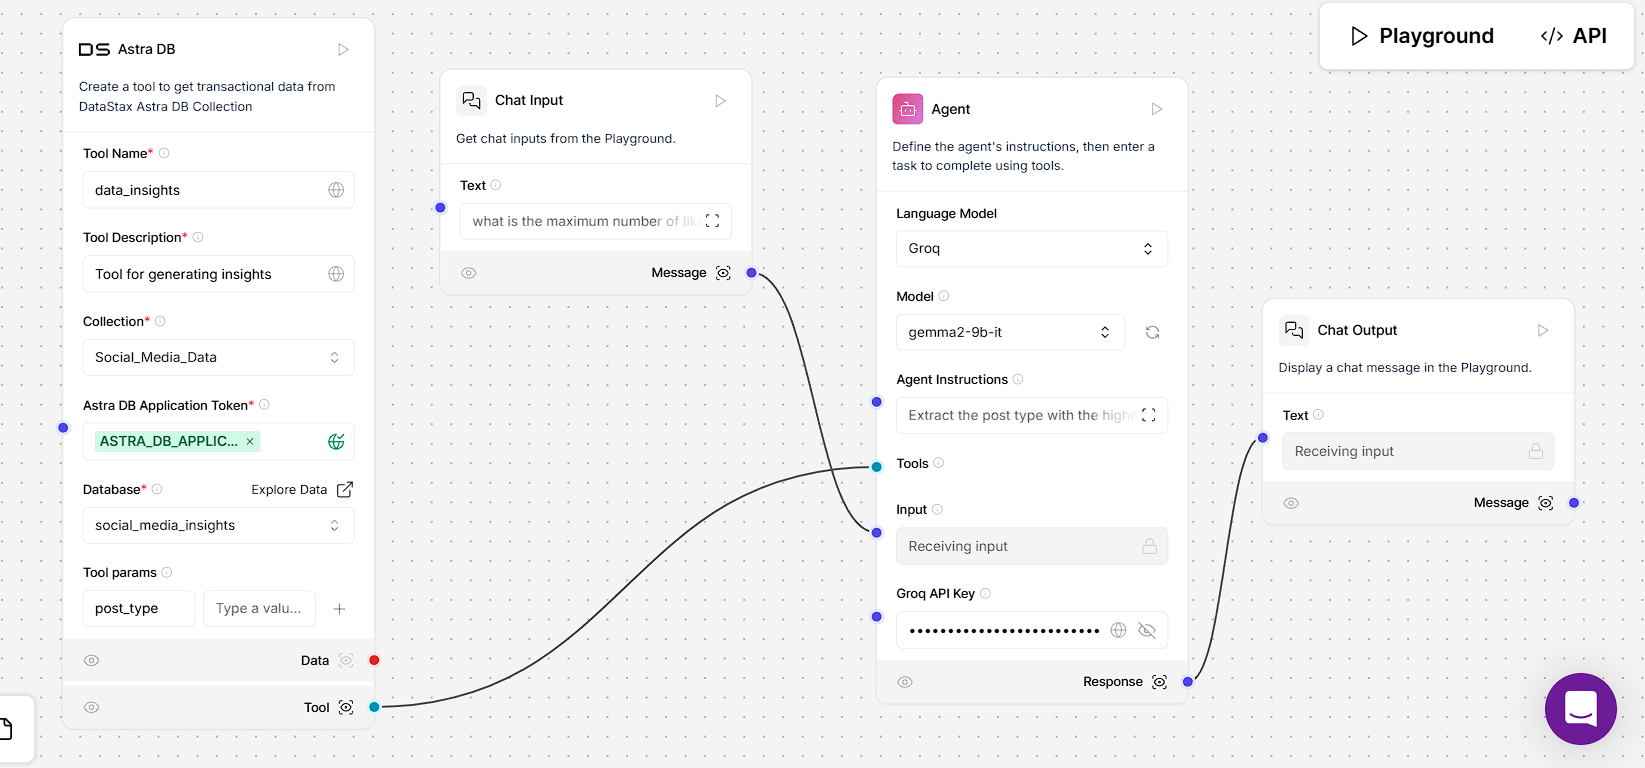 DS Astra DB
Create a tool to get transactional data from
DataStax Astra DB Collection
Tool Name*
data_insights
Tool Description*
Tool for generating insights
Collection*
Social_Media_Data
Astra DB Application Token*
ASTRA_DB_APPLIC... ×
Database*
Explore Data
social_media_insights
Tool params
post_type
Type a valu...
Data
Tool
Chat Input
Get chat inputs from the Playground.
Text
what is the maximum number of lik
Message
Agent
Define the agent's instructions, then enter a
task to complete using tools.
Language Model
Groq
Model
gemma2-9b-it
Agent Instructions
Extract the post type with the highe
Tools
Input
Receiving input
Groq API Key
•••••••••••••••••••••••••
Response
Playground
</> API
Chat Output
Display a chat message in the Playground.
Text
Receiving input
Message